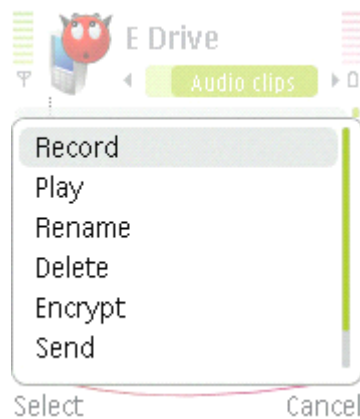 E Drive
Audio clips
Record
Play
Rename
Delete
Encrypt
Send
Select Cancel